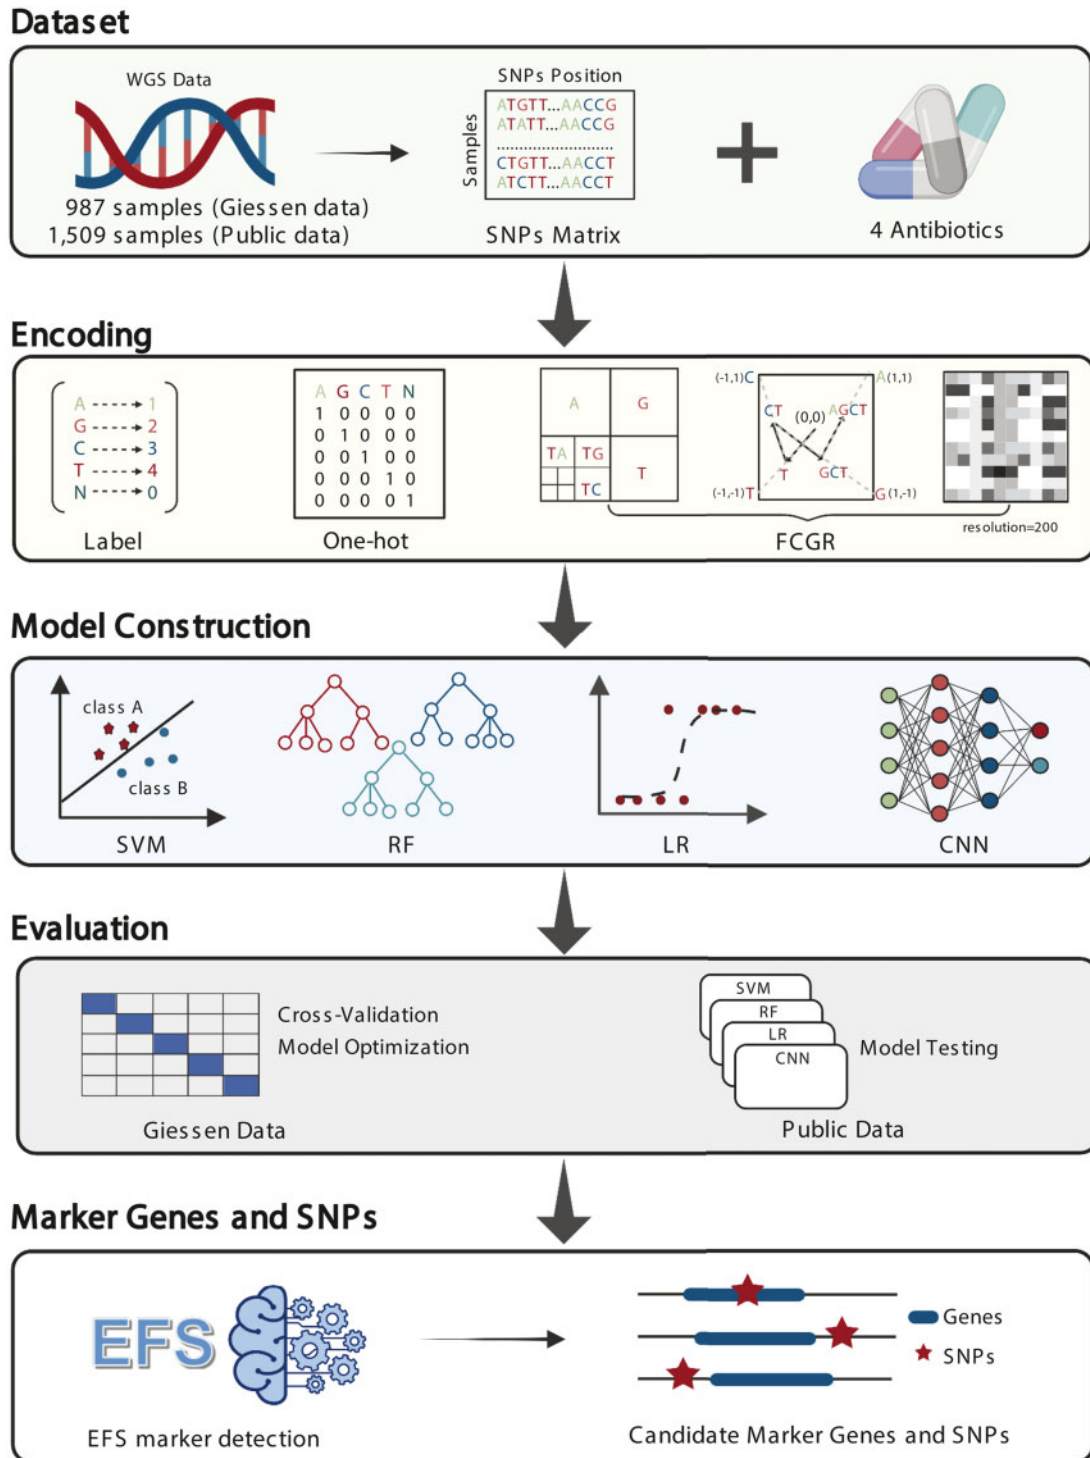 Dataset
WGS Data
987 samples (Giessen data)
1,509 samples (Public data)
SNPs Position
Samples
ATGTT...AACCG
ATATT...AACCG
........................
CTGTT...AACCT
ATCTT...AACCT
SNPs Matrix
+
4 Antibiotics
Encoding
A 1
G 2
C 3
T 4
N 0
Label
A G C T N
1 0 0 0 0
0 1 0 0 0
0 0 1 0 0
0 0 0 1 0
0 0 0 0 1
One-hot
A G
TA TG
T
TC
(-1,1)C A(1,1)
CT (0,0) AGCT
T GCT
(-1,-1)T G(1,-1)
FCGR
resolution=200
Model Construction
class A
class B
SVM
RF
LR
CNN
Evaluation
Cross-Validation
Model Optimization
Giessen Data
SVM
RF
LR
CNN
Model Testing
Public Data
Marker Genes and SNPs
EFS
EFS marker detection
Genes
SNPs
Candidate Marker Genes and SNPs